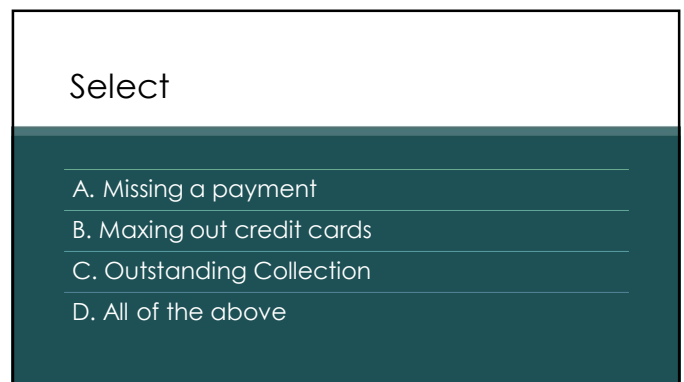 Select
A. Missing a payment
B. Maxing out credit cards
C. Outstanding Collection
D. All of the above